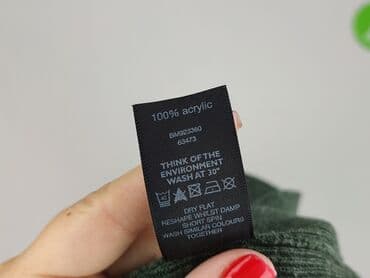 100% acrylic
BM923360
63473
THINK OF THE
ENVIRONMENT
WASH AT 30°
DRY FLAT
RESHAPE WHILST DAMP
SHORT SPIN
WASH SIMILAR COLOURS
TOGETHER